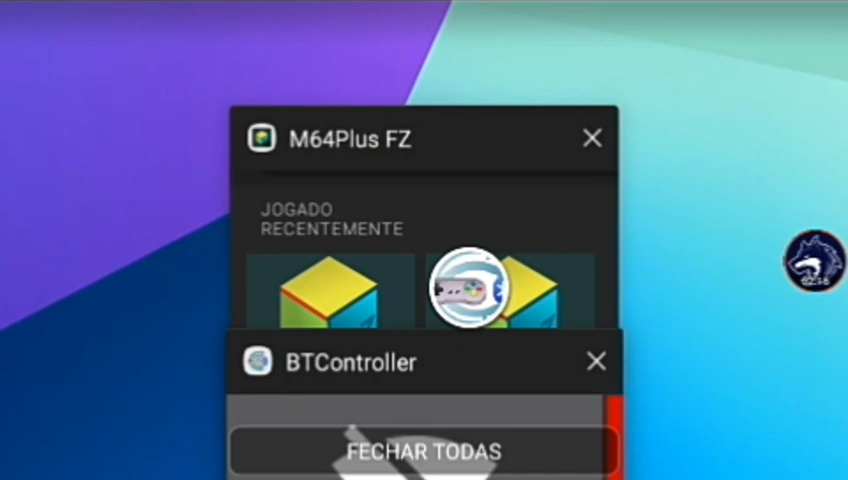 M64Plus FZ
JOGADO
RECENTEMENTE
BTController
FECHAR TODAS